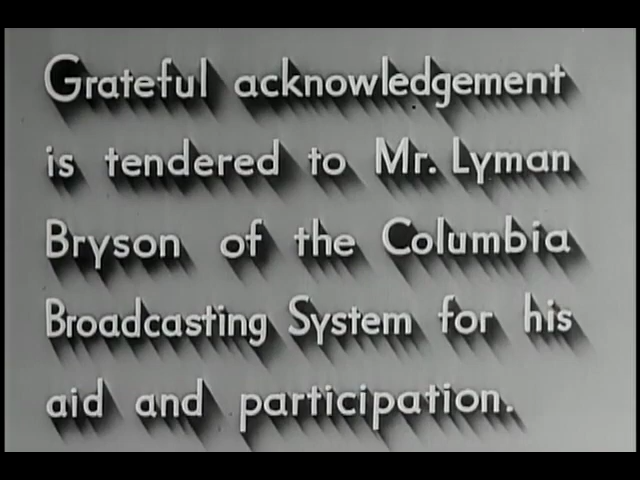 Grateful acknowledgement
is tendered to Mr. Lyman
Bryson of the Columbia
Broadcasting System for his
aid and participation.